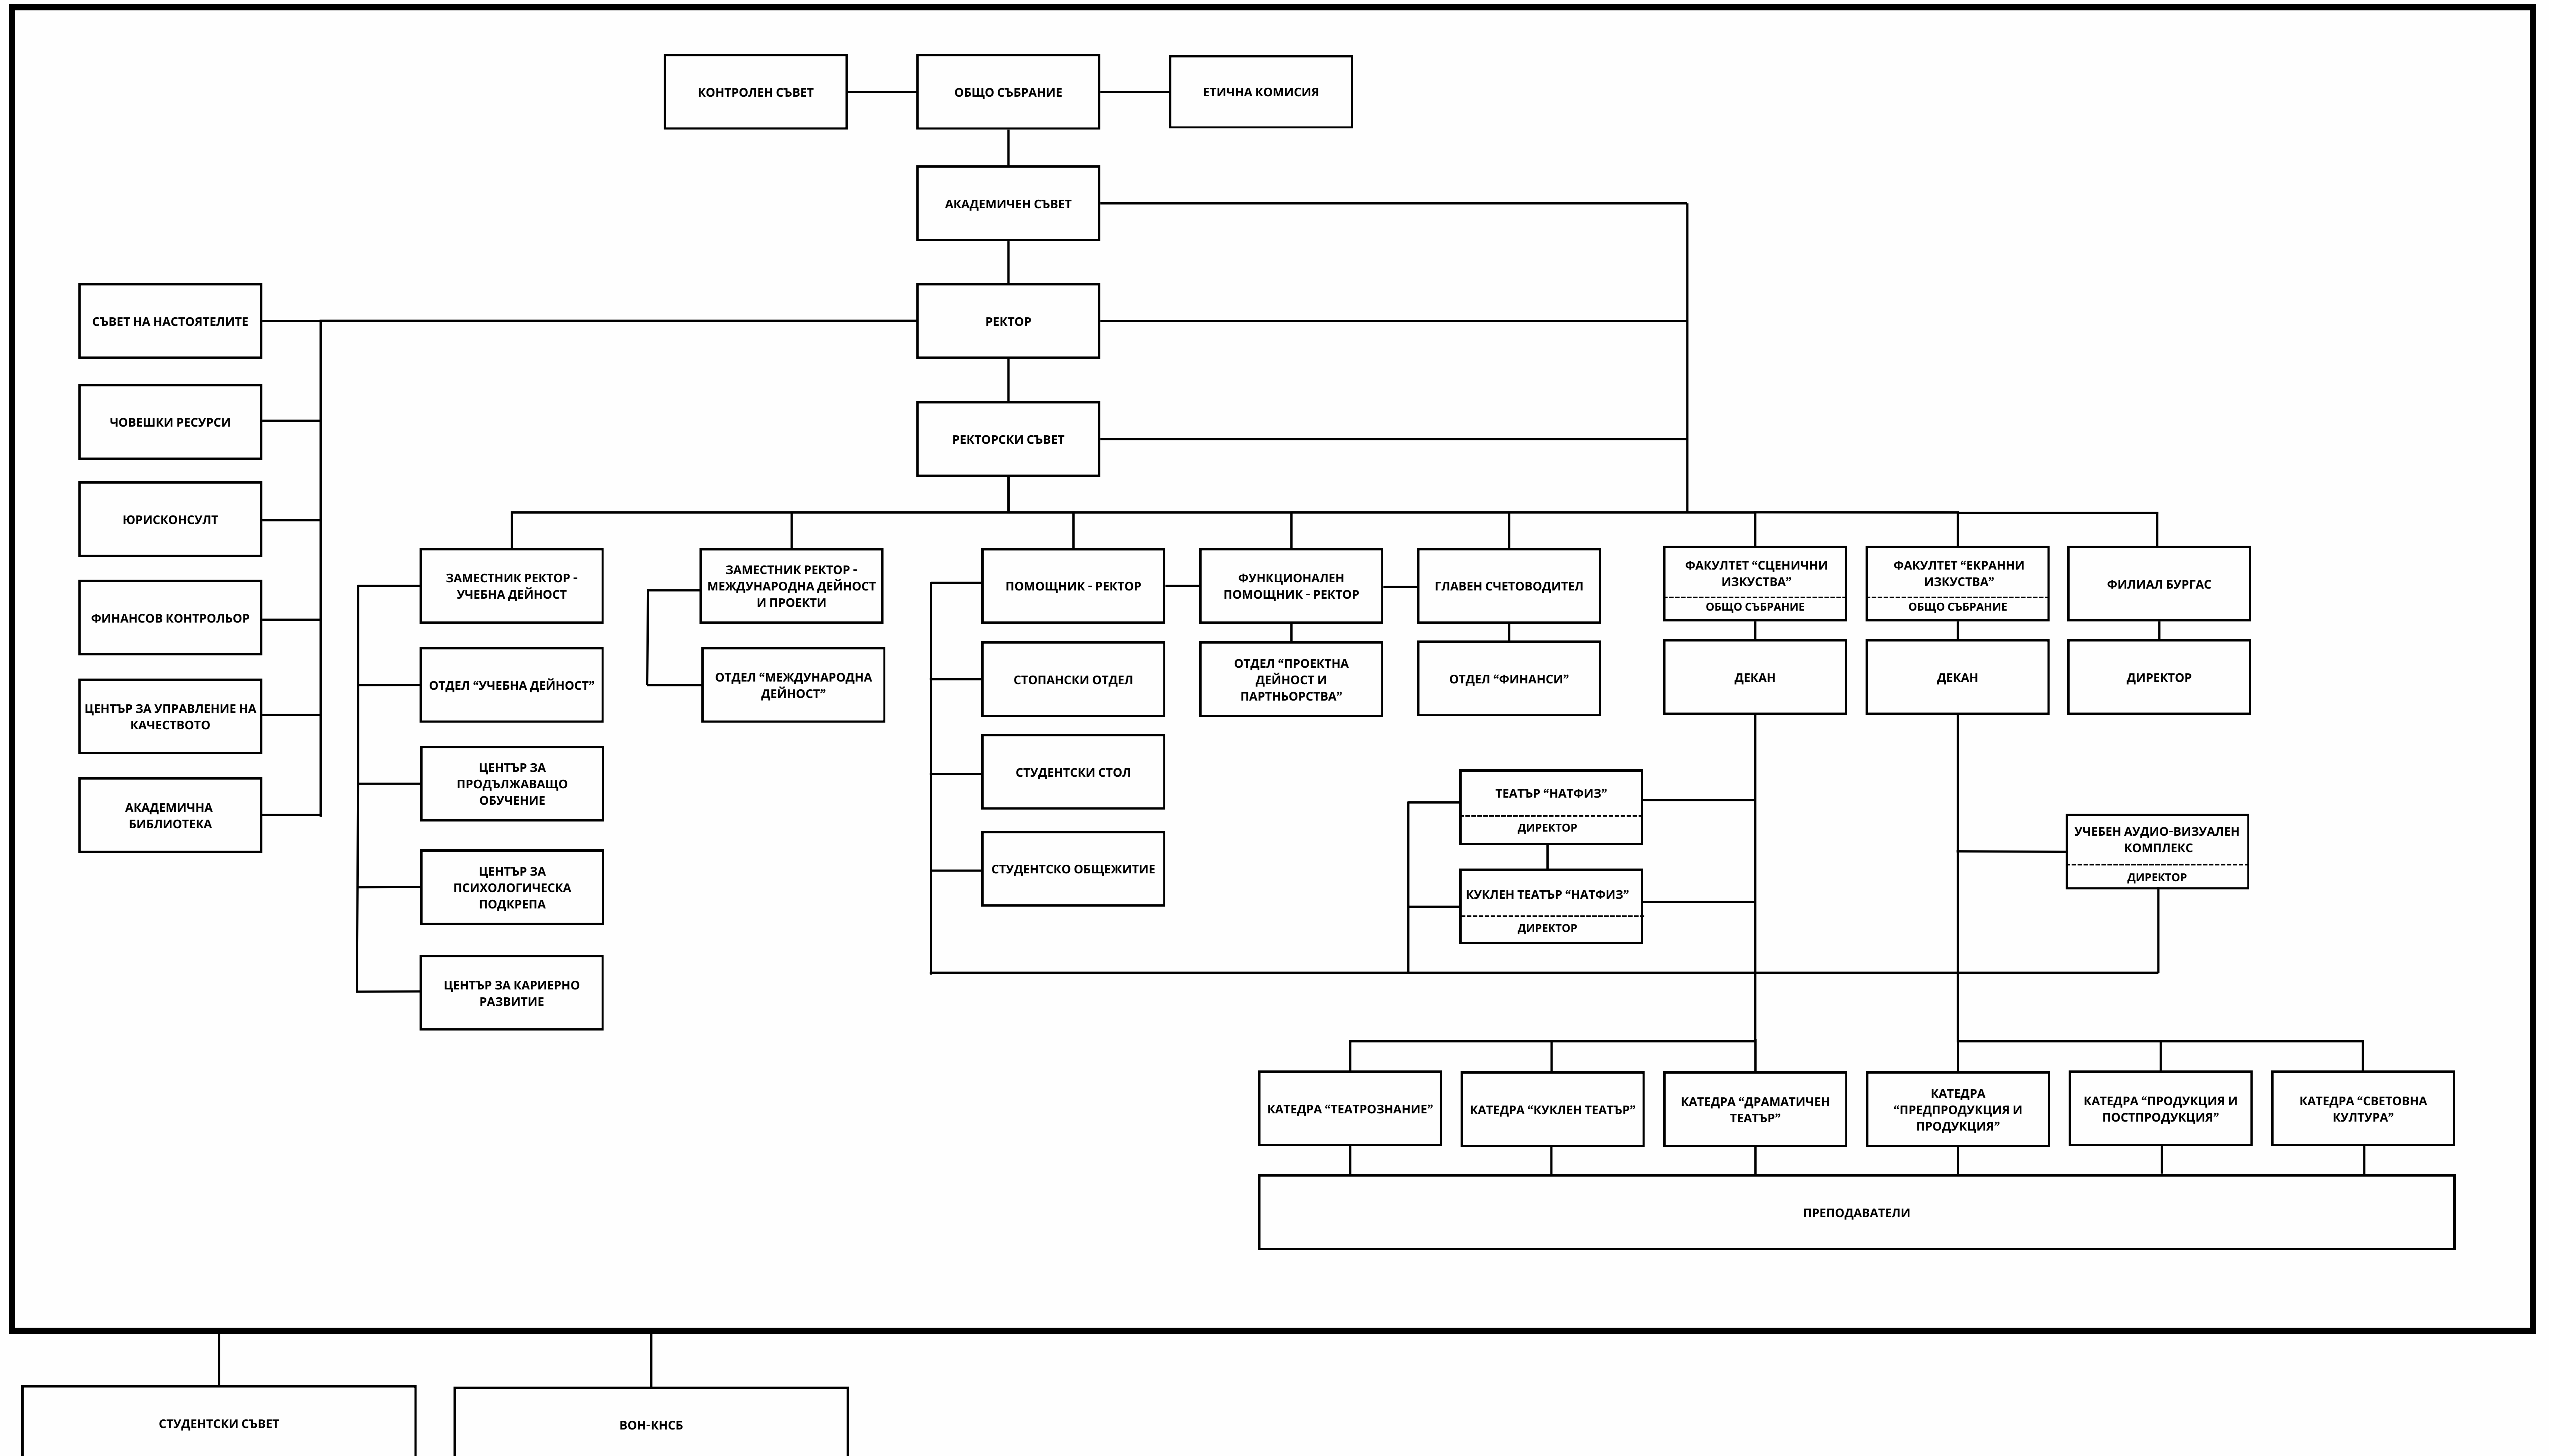 КОНТРОЛЕН СЪВЕТ
ОБЩО СЪБРАНИЕ
ЕТИЧНА КОМИСИЯ
АКАДЕМИЧЕН СЪВЕТ
СЪВЕТ НА НАСТОЯТЕЛИТЕ
РЕКТОР
ЧОВЕШКИ РЕСУРСИ
РЕКТОРСКИ СЪВЕТ
ЮРИСКОНСУЛТ
ФИНАНСОВ КОНТРОЛЬОР
ЦЕНТЪР ЗА УПРАВЛЕНИЕ НА
КАЧЕСТВОТО
АКАДЕМИЧНА
БИБЛИОТЕКА
ЗАМЕСТНИК РЕКТОР -
УЧЕБНА ДЕЙНОСТ
ОТДЕЛ “УЧЕБНА ДЕЙНОСТ”
ЦЕНТЪР ЗА
ПРОДЪЛЖАВАЩО
ОБУЧЕНИЕ
ЦЕНТЪР ЗА
ПСИХОЛОГИЧЕСКА
ПОДКРЕПА
ЦЕНТЪР ЗА КАРИЕРНО
РАЗВИТИЕ
ЗАМЕСТНИК РЕКТОР -
МЕЖДУНАРОДНА ДЕЙНОСТ
И ПРОЕКТИ
ОТДЕЛ “МЕЖДУНАРОДНА
ДЕЙНОСТ”
ПОМОЩНИК - РЕКТОР
СТОПАНСКИ ОТДЕЛ
СТУДЕНТСКИ СТОЛ
СТУДЕНТСКО ОБЩЕЖИТИЕ
ФУНКЦИОНАЛЕН
ПОМОЩНИК - РЕКТОР
ОТДЕЛ “ПРОЕКТНА
ДЕЙНОСТ И
ПАРТНЬОРСТВА”
ГЛАВЕН СЧЕТОВОДИТЕЛ
ОТДЕЛ “ФИНАНСИ”
ФАКУЛТЕТ “СЦЕНИЧНИ
ИЗКУСТВА”
ОБЩО СЪБРАНИЕ
ДЕКАН
ФАКУЛТЕТ “ЕКРАННИ
ИЗКУСТВА”
ОБЩО СЪБРАНИЕ
ДЕКАН
ФИЛИАЛ БУРГАС
ДИРЕКТОР
ТЕАТЪР “НАТФИЗ”
ДИРЕКТОР
КУКЛЕН ТЕАТЪР “НАТФИЗ”
ДИРЕКТОР
УЧЕБЕН АУДИО-ВИЗУАЛЕН
КОМПЛЕКС
ДИРЕКТОР
КАТЕДРА “ТЕАТРОЗНАНИЕ”
КАТЕДРА “КУКЛЕН ТЕАТЪР”
КАТЕДРА “ДРАМАТИЧЕН
ТЕАТЪР”
КАТЕДРА
“ПРЕДПРОДУКЦИЯ И
ПРОДУКЦИЯ”
КАТЕДРА “ПРОДУКЦИЯ И
ПОСТПРОДУКЦИЯ”
КАТЕДРА “СВЕТОВНА
КУЛТУРА”
ПРЕПОДАВАТЕЛИ
СТУДЕНТСКИ СЪВЕТ
ВОН-КНСБ